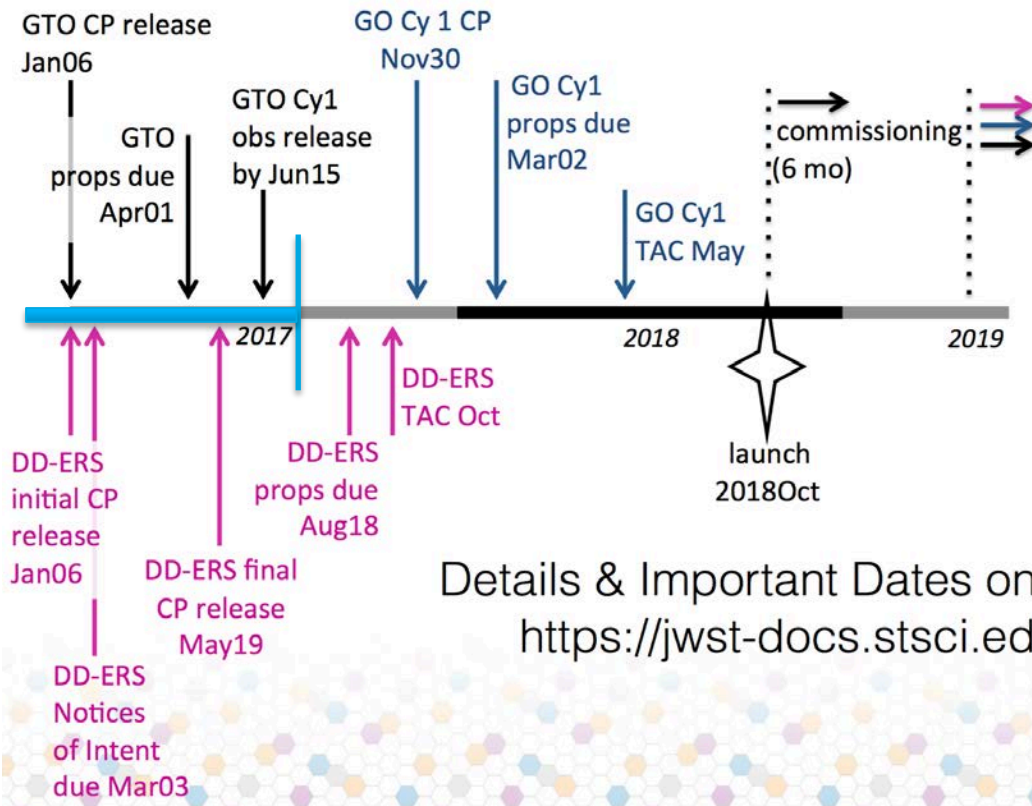 GTO CP release
Jan06
GTO
props due
Apr01
GTO Cy1
obs release
by Jun15
GO Cy 1 CP
Nov30
GO Cy1
props due
Mar02
GO Cy1
TAC May
commissioning
(6 mo)
2017
2018
2019
DD-ERS
initial CP
release
Jan06
DD-ERS
Notices
of Intent
due Mar03
DD-ERS final
CP release
May19
DD-ERS
props due
Aug18
DD-ERS
TAC Oct
launch
2018Oct
Details & Important Dates on
https://jwst-docs.stsci.ed